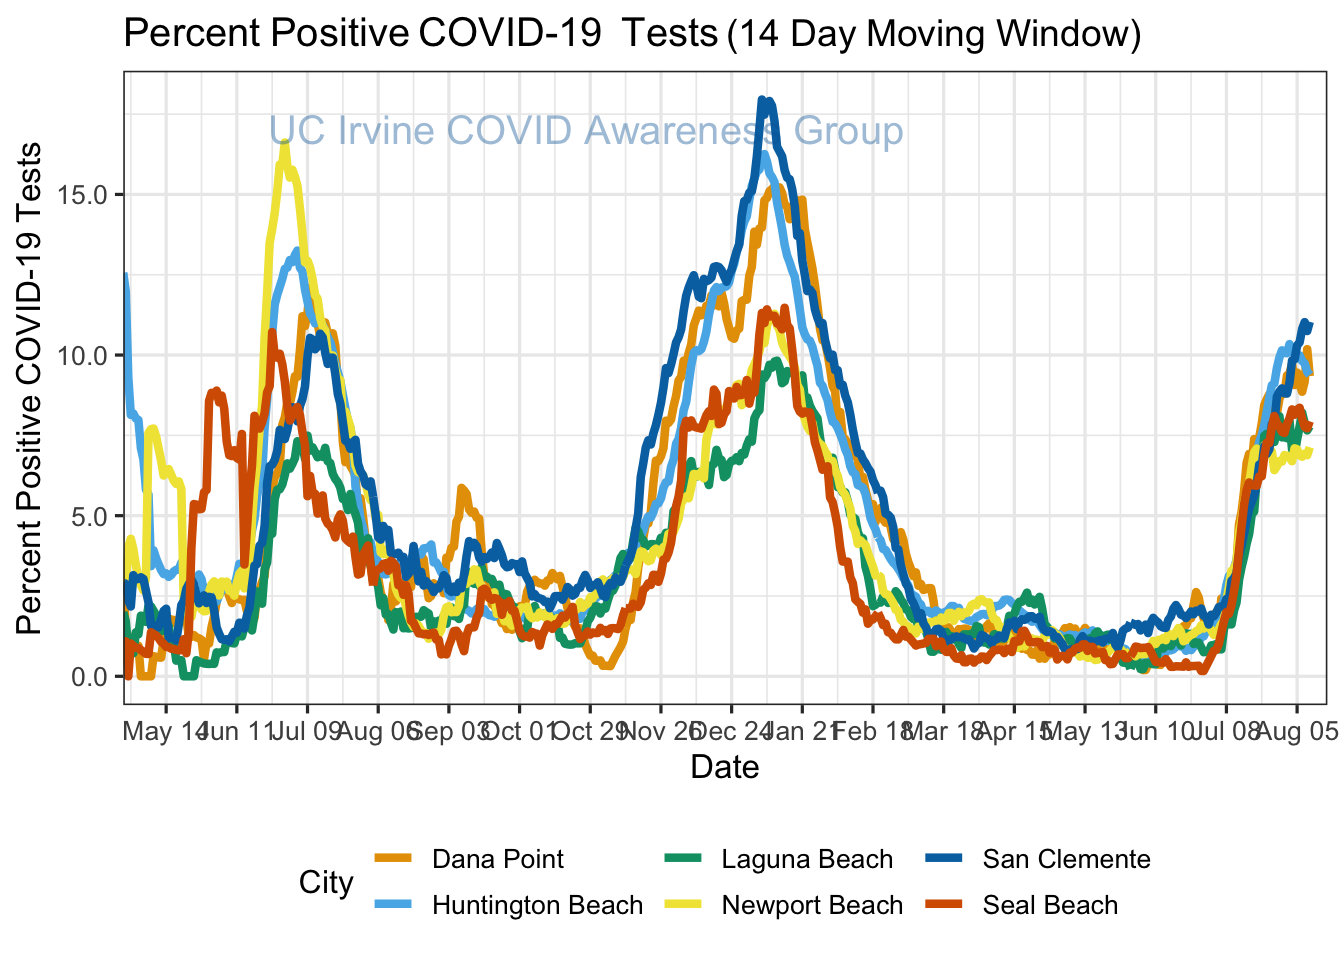 Percent Positive COVID-19 Tests (14 Day Moving Window)
UC Irvine COVID Awareness Group
Percent Positive COVID-19 Tests
15.0
10.0
5.0
0.0
May 14 Jun 11 Jul 09 Aug 06 Sep 03 Oct 01 Oct 29 Nov 26 Dec 24 Jan 21 Feb 18 Mar 18 Apr 15 May 13 Jun 10 Jul 08 Aug 05
Date
City
Dana Point Laguna Beach San Clemente
Huntington Beach Newport Beach Seal Beach